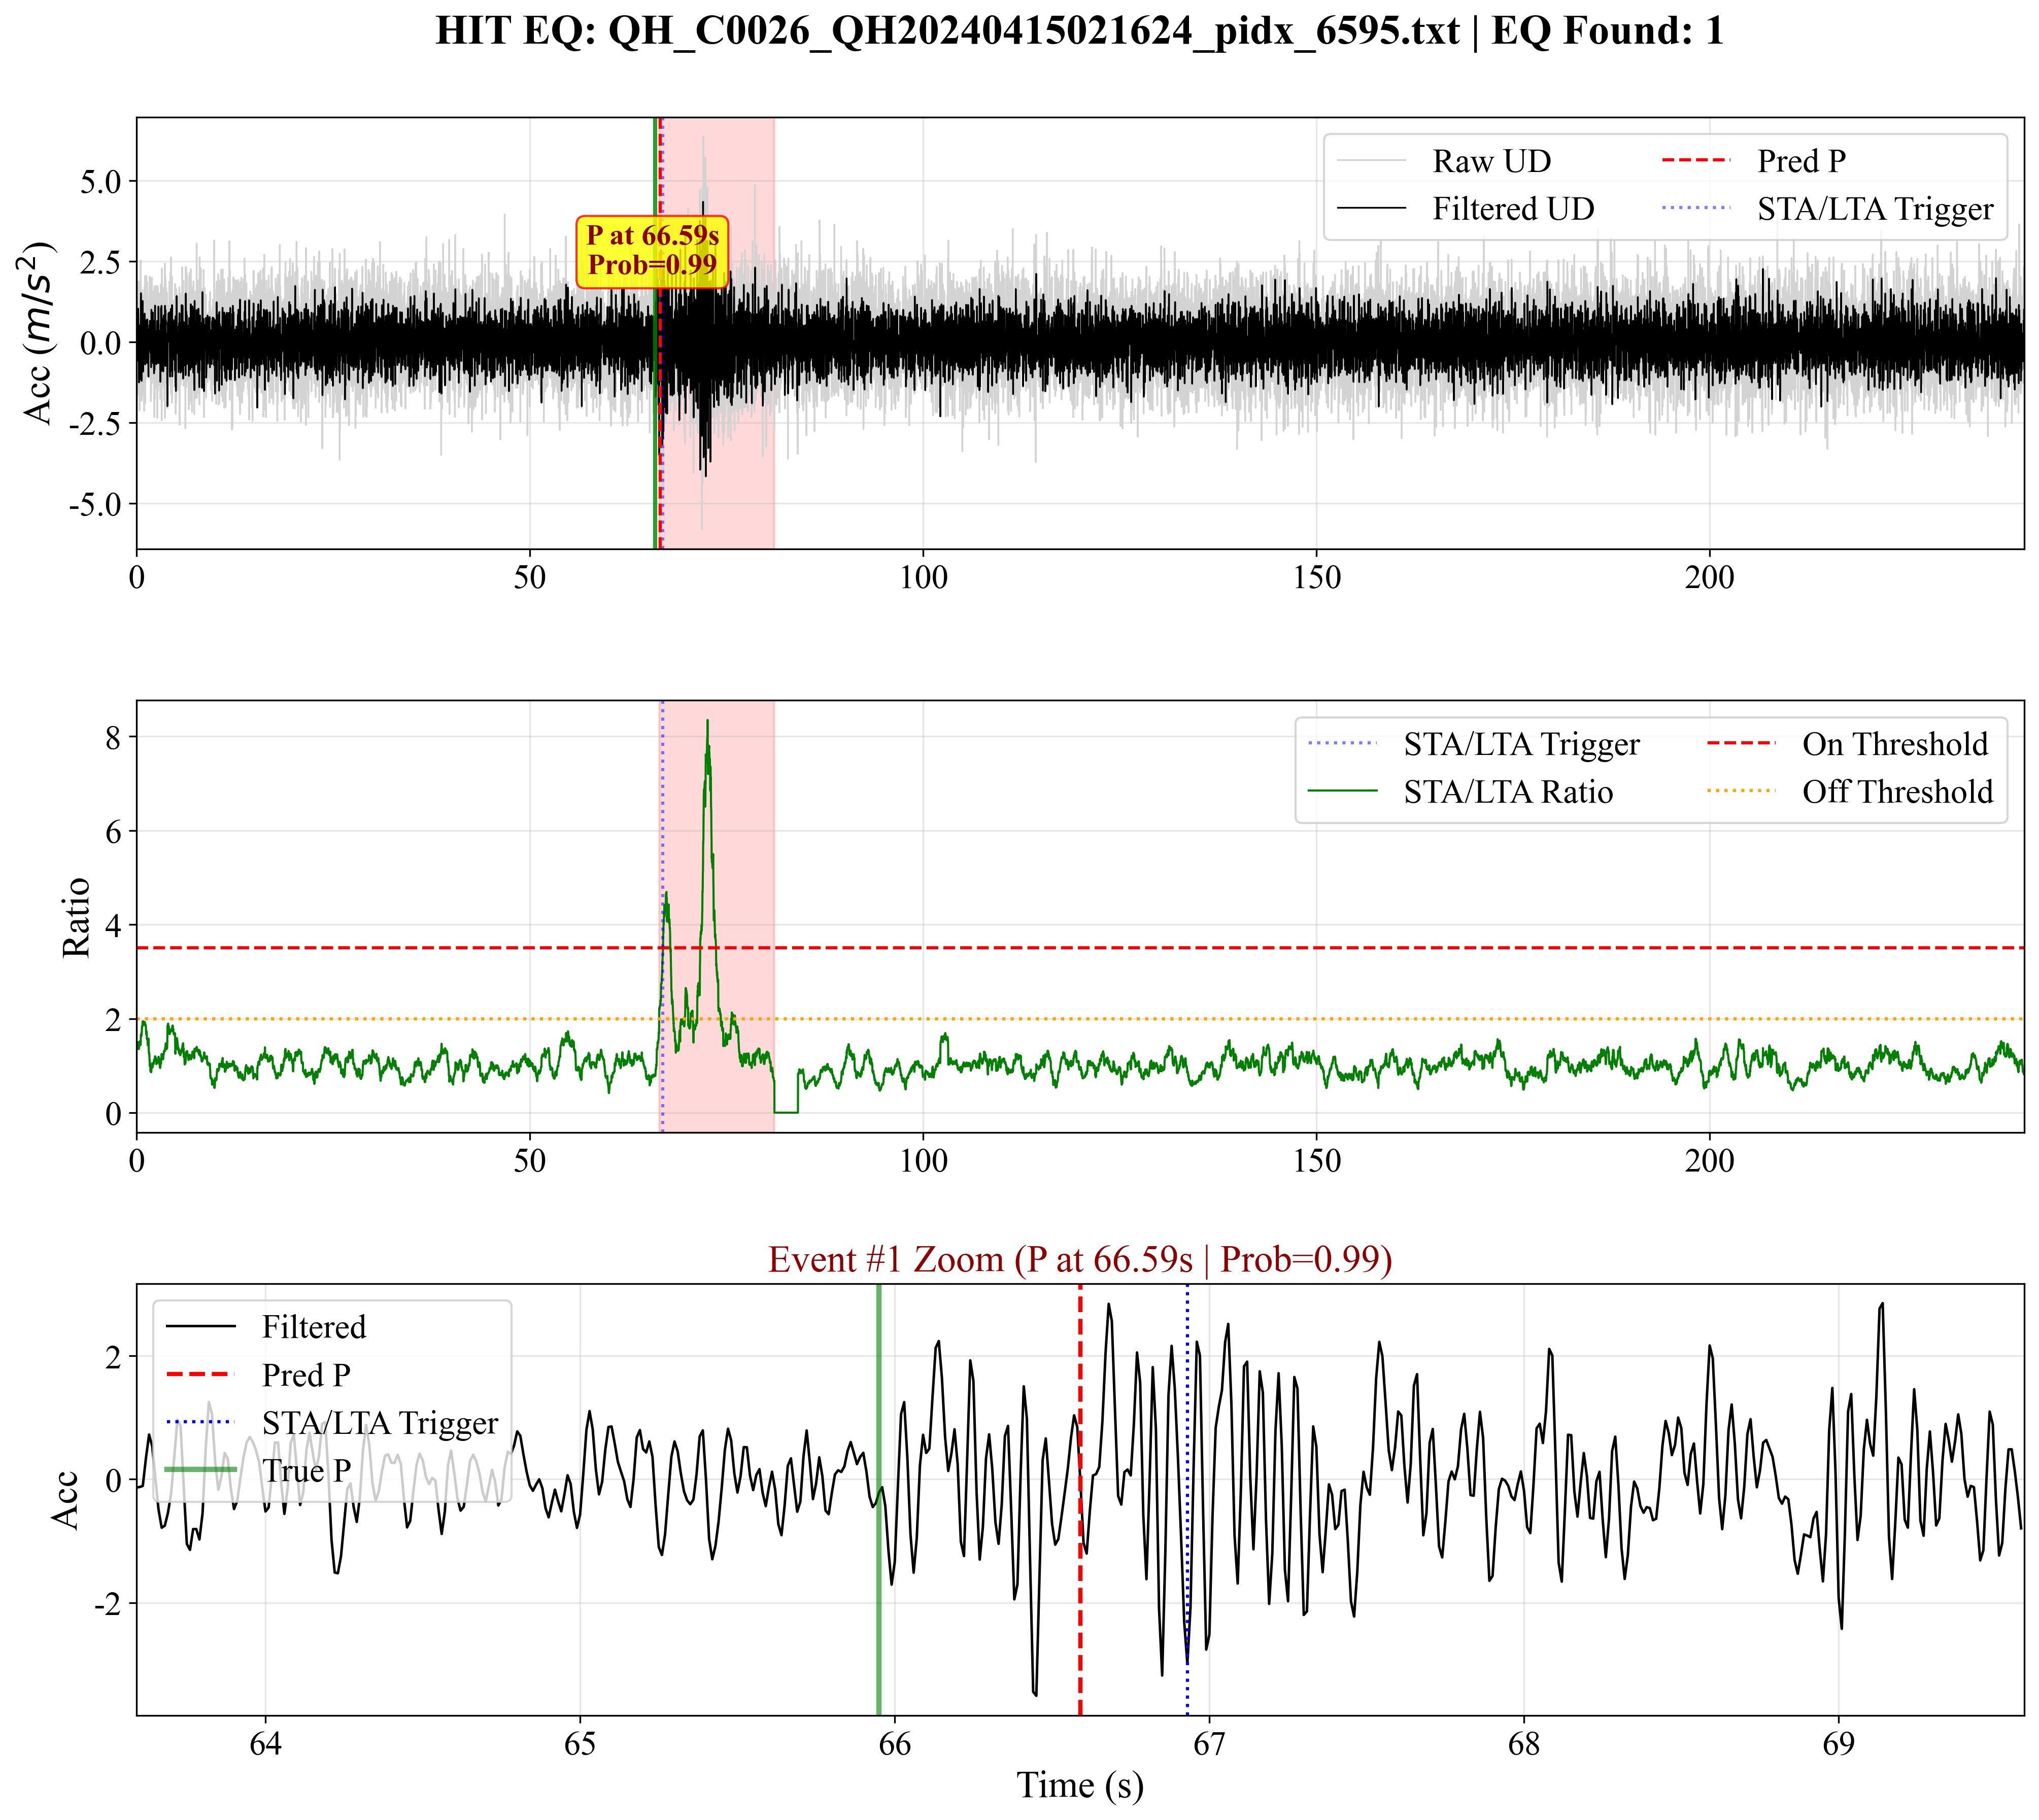 HIT EQ: QH_C0026_QH20240415021624_pidx_6595.txt | EQ Found: 1
Acc (m/s²)
5.0
2.5
0.0
-2.5
-5.0
P at 66.59s
Prob=0.99
Raw UD
Filtered UD
Pred P
STA/LTA Trigger
0 50 100 150 200
Ratio
8
6
4
2
0
STA/LTA Trigger
STA/LTA Ratio
On Threshold
Off Threshold
0 50 100 150 200
Event #1 Zoom (P at 66.59s | Prob=0.99)
Acc
2
0
-2
Filtered
Pred P
STA/LTA Trigger
True P
64 65 66 67 68 69
Time (s)